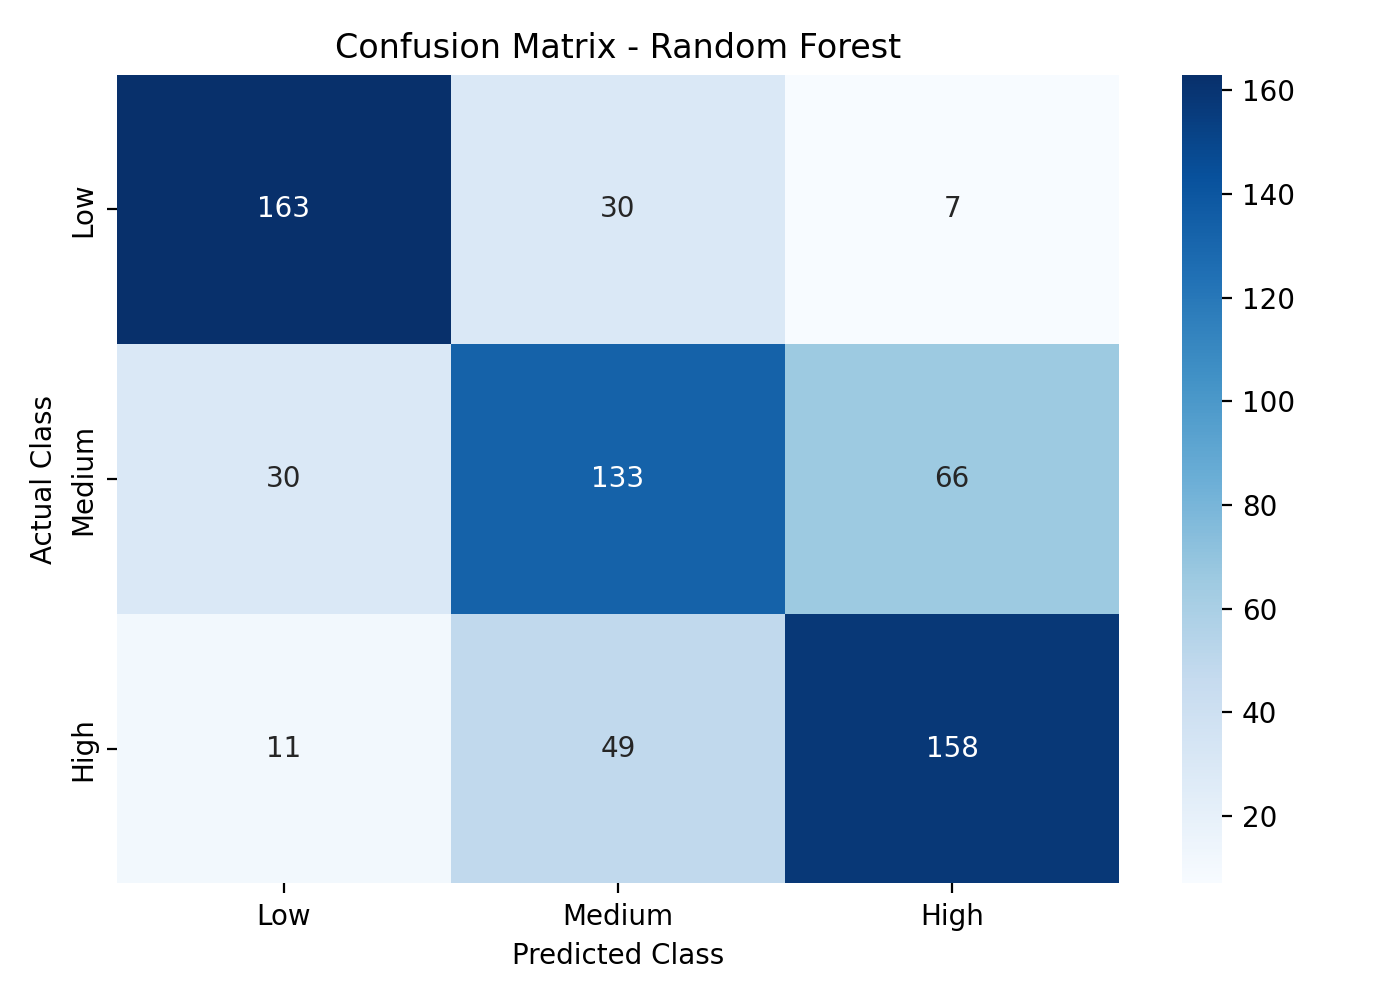 Confusion Matrix - Random Forest
Actual Class
Low
163
30
7
Medium
30
133
66
High
11
49
158
Low
Medium
High
Predicted Class
160
140
120
100
80
60
40
20